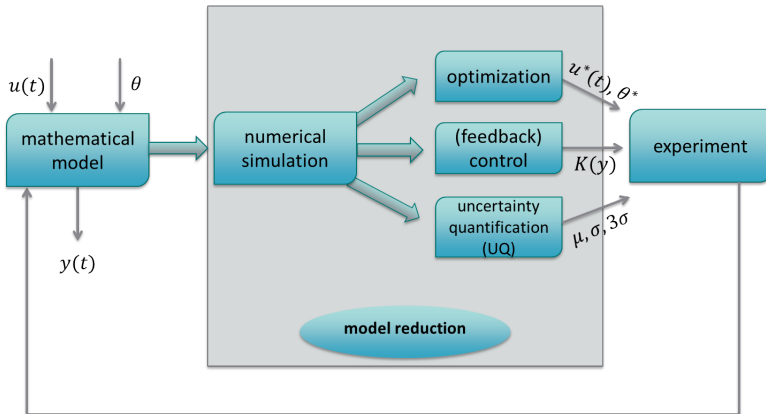 u(t)
θ
mathematical
model
y(t)
numerical
simulation
optimization
u*(t), θ*
(feedback)
control
K(y)
uncertainty
quantification
(UQ)
μ, σ, 3σ
experiment
model reduction